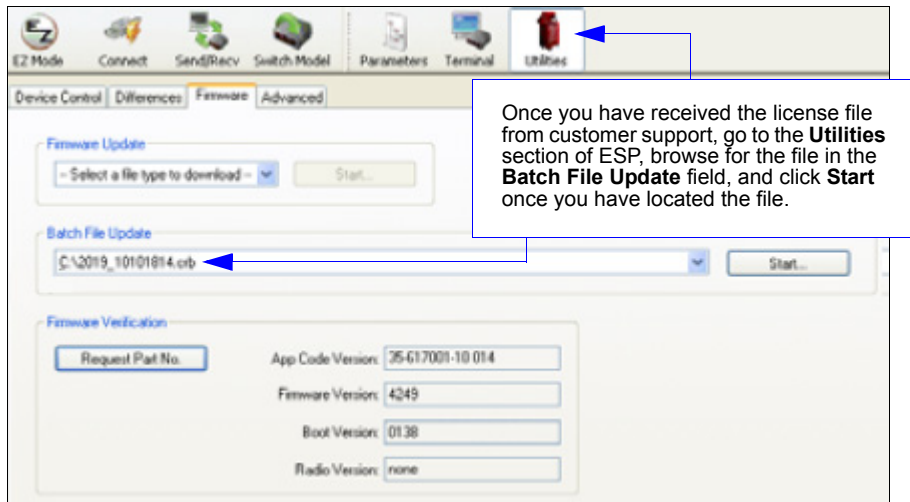 EZ Mode Connect Send/Recv Switch Model Parameters Terminal Utilities
Device Control Differences Firmware Advanced
Once you have received the license file
from customer support, go to the Utilities
section of ESP, browse for the file in the
Batch File Update field, and click Start
once you have located the file.
Firmware Update
-- Select a file type to download -- Start...
Batch File Update
C:\2019_10101814.crb Start...
Firmware Verification
Request Part No. App Code Version: 35-617001-10 014
Firmware Version: 4249
Boot Version: 0138
Radio Version: none